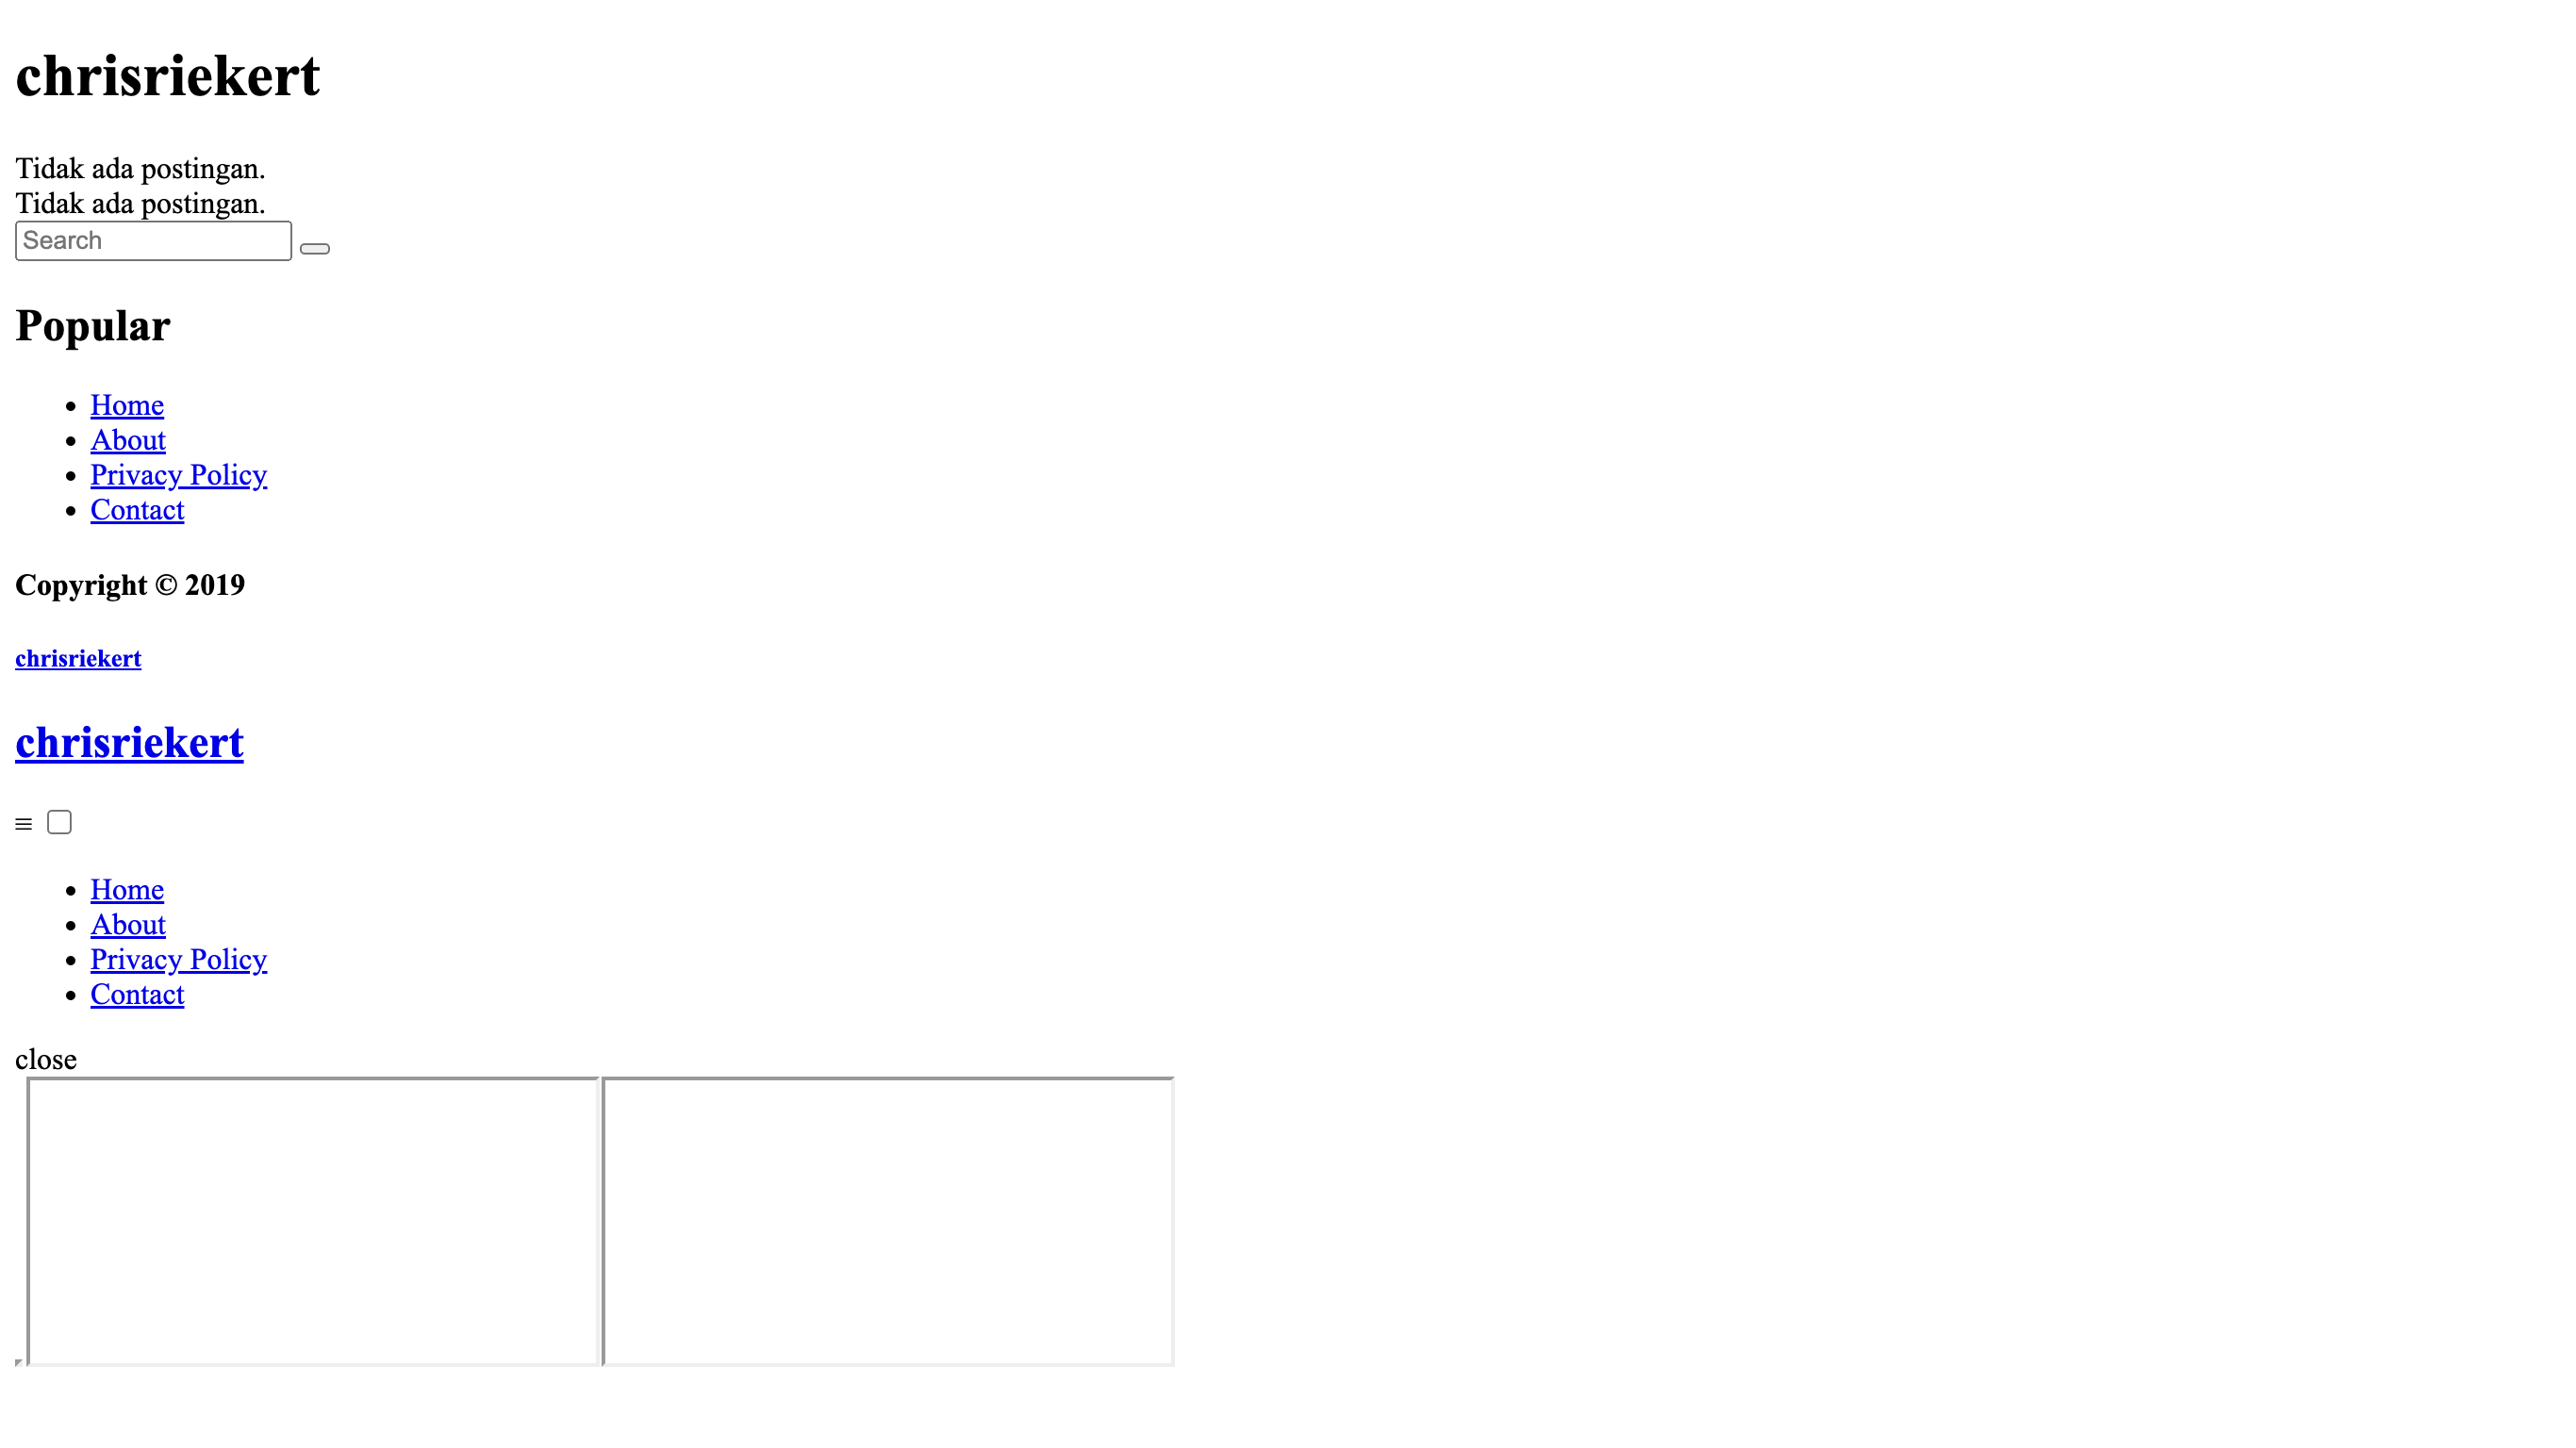 chrisriekert
Tidak ada postingan.
Tidak ada postingan.
Search
Popular
Home
About
Privacy Policy
Contact
Copyright © 2019
chrisriekert
chrisriekert
≡
Home
About
Privacy Policy
Contact
close